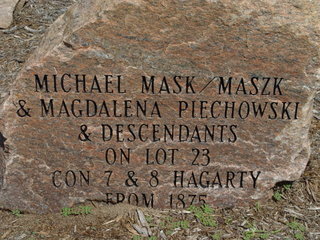 MICHAEL MASK/MASZK
& MAGDALENA PIECHOWSKI
& DESCENDANTS
ON LOT 23
CON 7 & 8 HAGARTY
FROM 1875